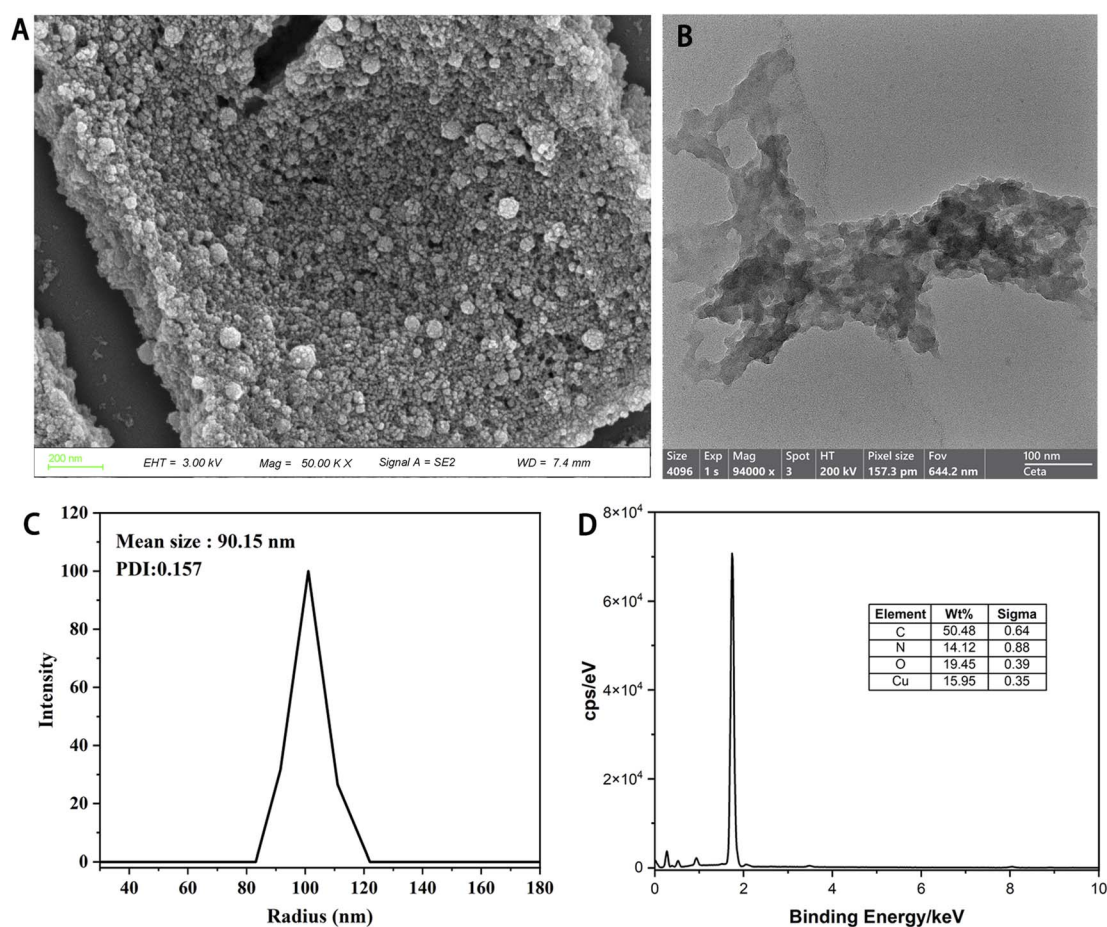 A
200 nm
EHT = 3.00 kV Mag = 50.00 K X Signal A = SE2 WD = 7.4 mm
B
Size Exp Mag Spot HT Pixel size Fov 100 nm
4096 1 s 94000 x 3 200 kV 157.3 pm 644.2 nm Ceta
C
Mean size : 90.15 nm
PDI:0.157
120
100
80
60
40
20
0
Intensity
40 60 80 100 120 140 160 180
Radius (nm)
D
8×10⁴
6×10⁴
4×10⁴
2×10⁴
0
cps/eV
Element Wt% Sigma
C 50.48 0.64
N 14.12 0.88
O 19.45 0.39
Cu 15.95 0.35
0 2 4 6 8 10
Binding Energy/keV